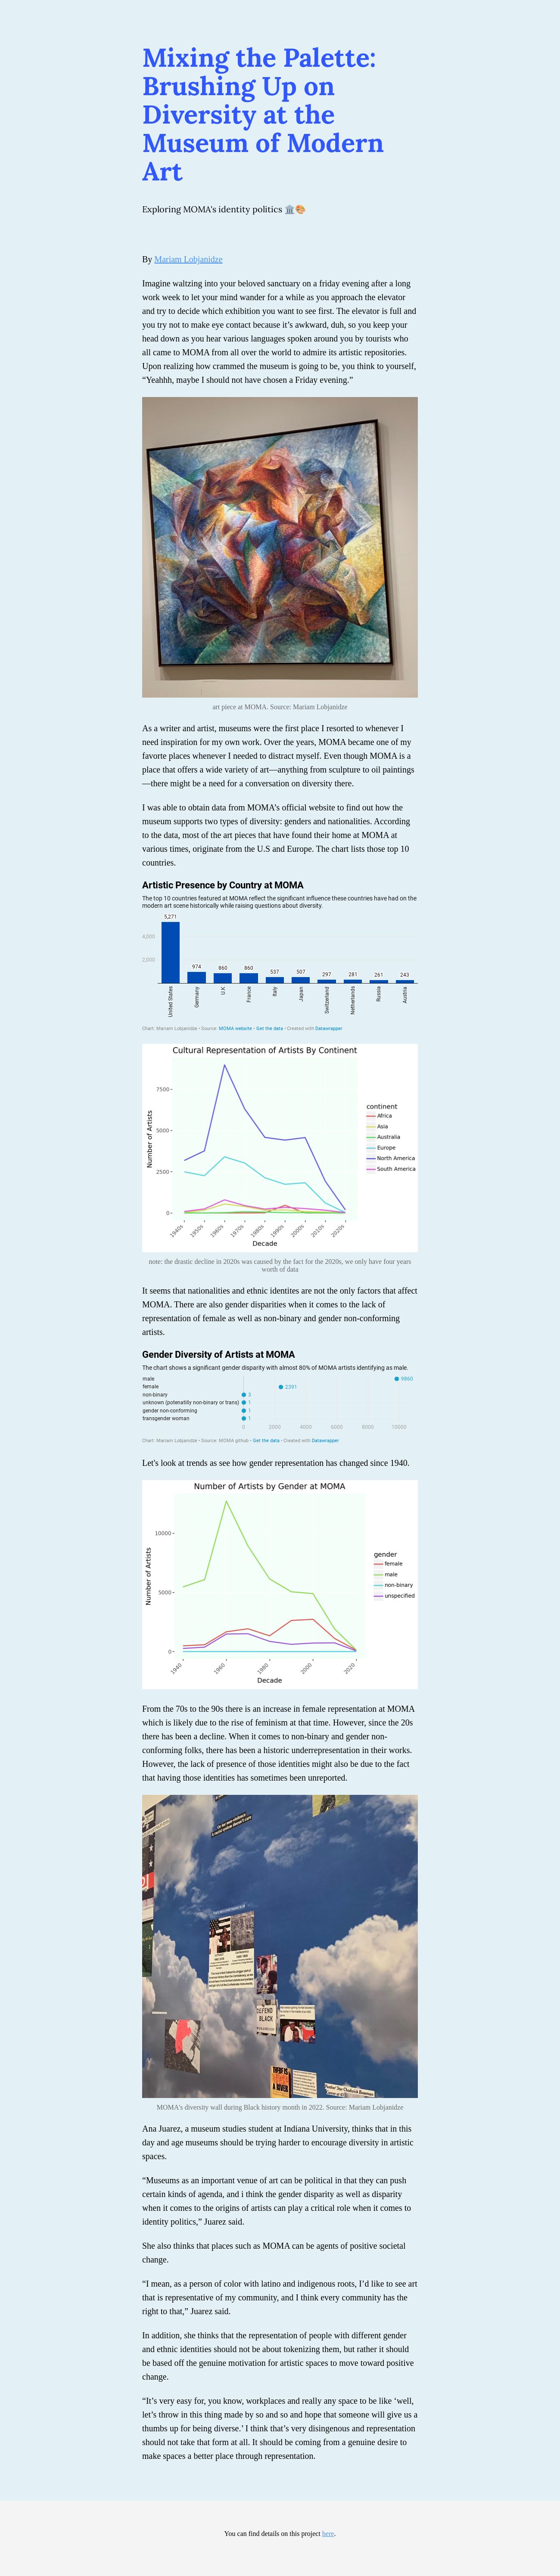 Mixing the Palette:
Brushing Up on
Diversity at the
Museum of Modern
Art
Exploring MOMA's identity politics 🏛️🎨
By Mariam Lobjanidze
Imagine waltzing into your beloved sanctuary on a friday evening after a long
work week to let your mind wander for a while as you approach the elevator
and try to decide which exhibition you want to see first. The elevator is full and
you try not to make eye contact because it’s awkward, duh, so you keep your
head down as you hear various languages spoken around you by tourists who
all came to MOMA from all over the world to admire its artistic repositories.
Upon realizing how crammed the museum is going to be, you think to yourself,
“Yeahhh, maybe I should not have chosen a Friday evening.”
art piece at MOMA. Source: Mariam Lobjanidze
As a writer and artist, museums were the first place I resorted to whenever I
need inspiration for my own work. Over the years, MOMA became one of my
favorite places whenever I needed to distract myself. Even though MOMA is a
place that offers a wide variety of art—anything from sculpture to oil paintings
—there might be a need for a conversation on diversity there.
I was able to obtain data from MOMA’s official website to find out how the
museum supports two types of diversity: genders and nationalities. According
to the data, most of the art pieces that have found their home at MOMA at
various times, originate from the U.S and Europe. The chart lists those top 10
countries.
Artistic Presence by Country at MOMA
The top 10 countries featured at MOMA reflect the significant influence these countries have had on the
modern art scene historically while raising questions about diversity.
5,271
4,000
974 860 860 537 507 297 281 261 243
2,000
United States Germany U.K France Italy Japan Switzerland Netherlands Russia Austria
Chart: Mariam Lobjanidze • Source: MOMA website • Get the data • Created with Datawrapper
Cultural Representation of Artists By Continent
Number of Artists
7500
5000
2500
0
1940s 1950s 1960s 1970s 1980s 1990s 2000s 2010s 2020s
Decade
continent
Africa
Asia
Australia
Europe
North America
South America
note: the drastic decline in 2020s was caused by the fact for the 2020s, we only have four years
worth of data
It seems that nationalities and ethnic identites are not the only factors that affect
MOMA. There are also gender disparities when it comes to the lack of
representation of female as well as non-binary and gender non-conforming
artists.
Gender Diversity of Artists at MOMA
The chart shows a significant gender disparity with almost 80% of MOMA artists identifying as male.
male 9860
female 2391
non-binary 3
unknown (potenatilly non-binary or trans) 1
gender non-conforming 1
transgender woman 1
0 2000 4000 6000 8000 10000
Chart: Mariam Lobjanidze • Source: MOMA github • Get the data • Created with Datawrapper
Let's look at trends as see how gender representation has changed since 1940.
Number of Artists by Gender at MOMA
Number of Artists
10000
5000
0
1940 1960 1980 2000 2020
Decade
gender
female
male
non-binary
unspecified
From the 70s to the 90s there is an increase in female representation at MOMA
which is likely due to the rise of feminism at that time. However, since the 20s
there has been a decline. When it comes to non-binary and gender non-
conforming folks, there has been a historic underrepresentation in their works.
However, the lack of presence of those identities might also be due to the fact
that having those identities has sometimes been unreported.
DEFEND
BLACK
MOMA's diversity wall during Black history month in 2022. Source: Mariam Lobjanidze
Ana Juarez, a museum studies student at Indiana University, thinks that in this
day and age museums should be trying harder to encourage diversity in artistic
spaces.
“Museums as an important venue of art can be political in that they can push
certain kinds of agenda, and i think the gender disparity as well as disparity
when it comes to the origins of artists can play a critical role when it comes to
identity politics,” Juarez said.
She also thinks that places such as MOMA can be agents of positive societal
change.
“I mean, as a person of color with latino and indigenous roots, I’d like to see art
that is representative of my community, and I think every community has the
right to that,” Juarez said.
In addition, she thinks that the representation of people with different gender
and ethnic identities should not be about tokenizing them, but rather it should
be based off the genuine motivation for artistic spaces to move toward positive
change.
“It’s very easy for, you know, workplaces and really any space to be like ‘well,
let’s throw in this thing made by so and so and hope that someone will give us a
thumbs up for being diverse.’ I think that’s very disingenous and representation
should not take that form at all. It should be coming from a genuine desire to
make spaces a better place through representation.
You can find details on this project here.